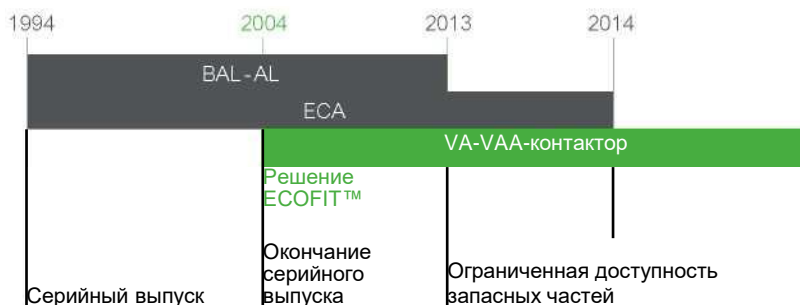 1994 2004 2013 2014
BAL-AL
ECA
VA-VAA-контактор
Решение
ECOFIT™
Серийный выпуск
Окончание
серийного
выпуска
Ограниченная доступность
запасных частей